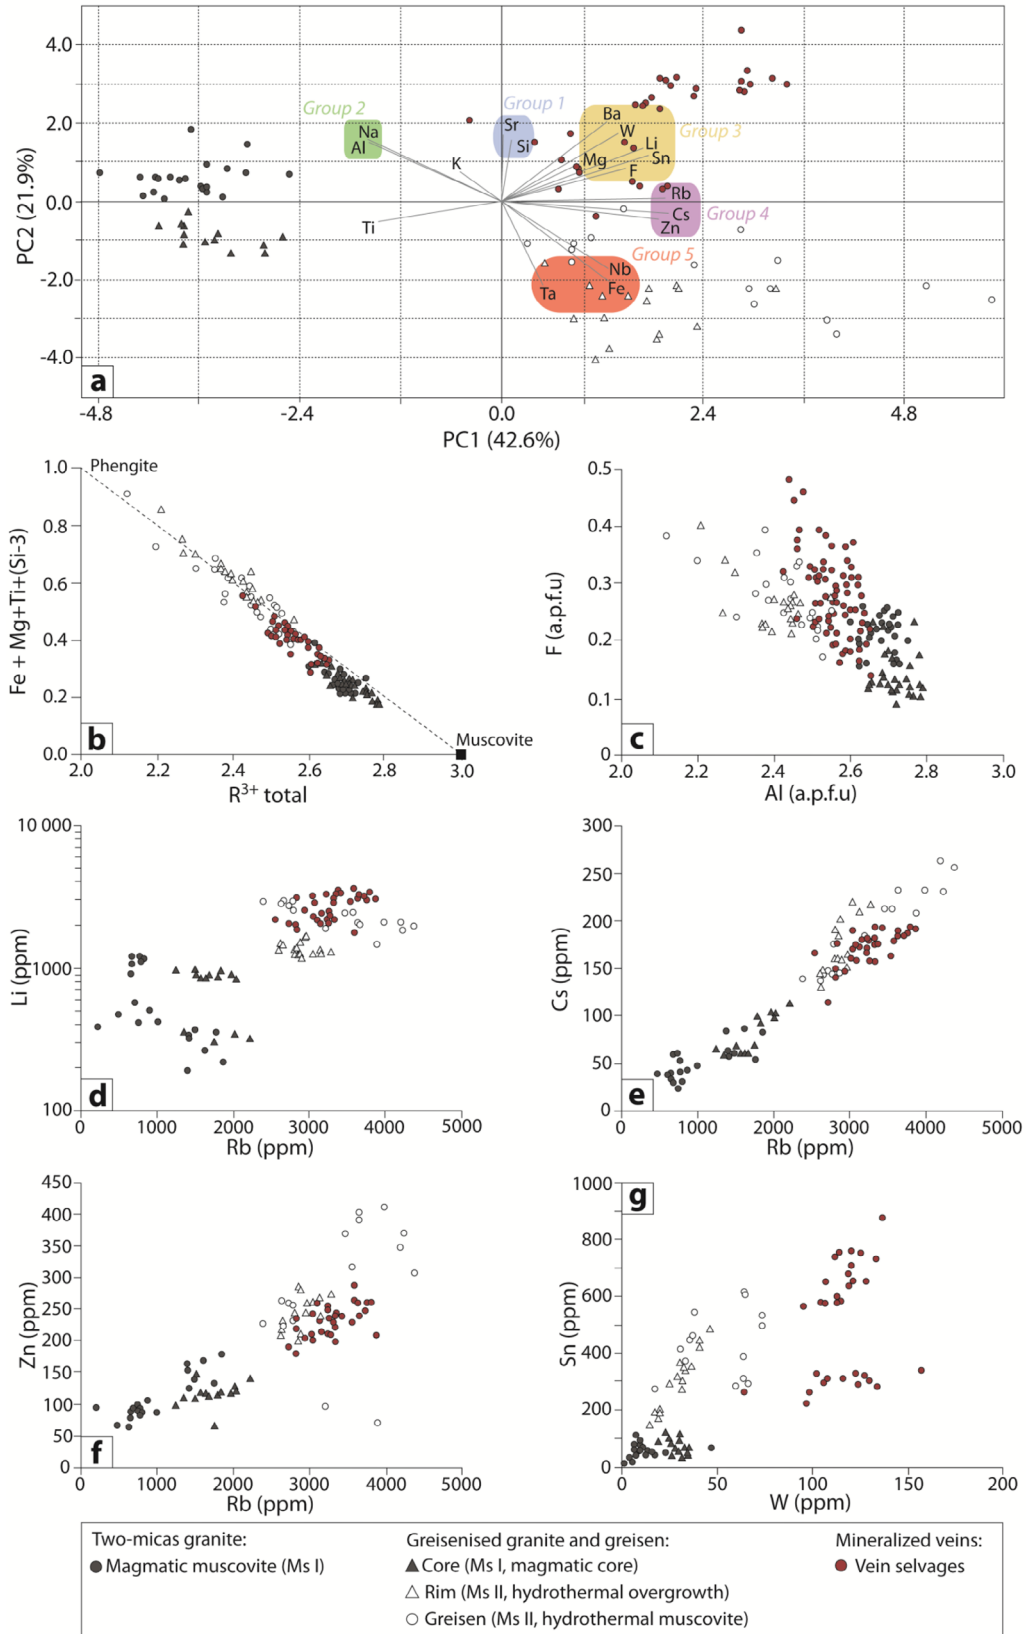 4.0
2.0
0.0
-2.0
-4.0
PC2 (21.9%)
Group 2
Na
Al
Group 1
Sr
Si
Ba
W
Group 3
Li
Sn
Mg
F
K
Rb
Cs
Group 4
Zn
Ti
Group 5
Nb
Fe
Ta
a
-4.8 -2.4 0.0 2.4 4.8
PC1 (42.6%)
1.0
0.8
0.6
0.4
0.2
0.0
Fe + Mg+Ti+(Si-3)
Phengite
Muscovite
b
2.0 2.2 2.4 2.6 2.8 3.0
R3+ total
0.5
0.4
0.3
0.2
0.1
0
F (a.p.f.u)
c
2.0 2.2 2.4 2.6 2.8 3.0
Al (a.p.f.u)
10 000
1000
100
Li (ppm)
d
0 1000 2000 3000 4000 5000
Rb (ppm)
300
250
200
150
100
50
0
Cs (ppm)
e
0 1000 2000 3000 4000 5000
Rb (ppm)
450
400
350
300
250
200
150
100
50
0
Zn (ppm)
f
0 1000 2000 3000 4000 5000
Rb (ppm)
1000
800
600
400
200
0
Sn (ppm)
g
0 50 100 150 200
W (ppm)
Two-micas granite:
Magmatic muscovite (Ms I)
Greisenised granite and greisen:
Core (Ms I, magmatic core)
Rim (Ms II, hydrothermal overgrowth)
Greisen (Ms II, hydrothermal muscovite)
Mineralized veins:
Vein selvages